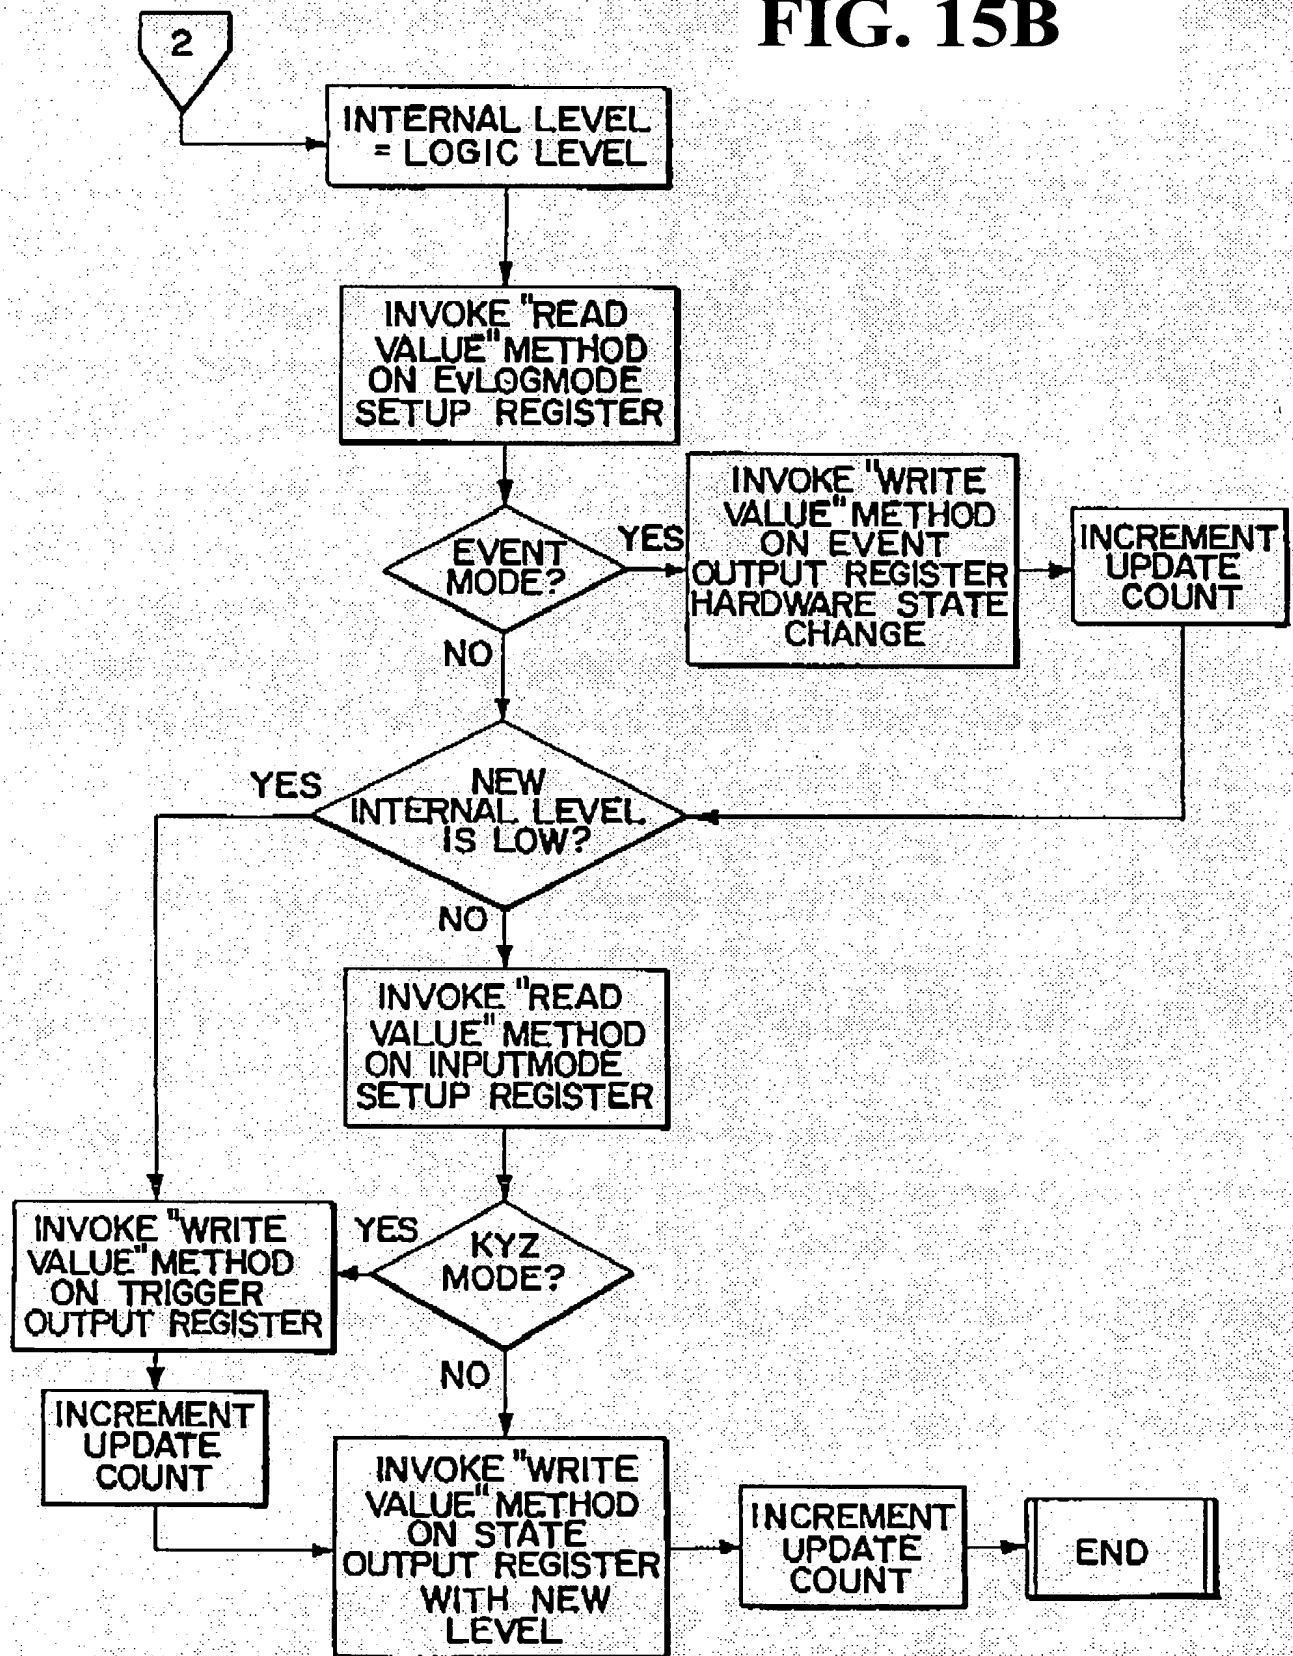 FIG. 15B
2
INTERNAL LEVEL
= LOGIC LEVEL
INVOKE "READ
VALUE" METHOD
ON EvLOGMODE
SETUP REGISTER
EVENT
MODE?
YES
INVOKE "WRITE
VALUE" METHOD
ON EVENT
OUTPUT REGISTER
HARDWARE STATE
CHANGE
INCREMENT
UPDATE
COUNT
NO
NEW
INTERNAL LEVEL
IS LOW?
YES
NO
INVOKE "READ
VALUE" METHOD
ON INPUTMODE
SETUP REGISTER
KYZ
MODE?
YES
INVOKE "WRITE
VALUE" METHOD
ON TRIGGER
OUTPUT REGISTER
INCREMENT
UPDATE
COUNT
NO
INVOKE "WRITE
VALUE" METHOD
ON STATE
OUTPUT REGISTER
WITH NEW
LEVEL
INCREMENT
UPDATE
COUNT
END